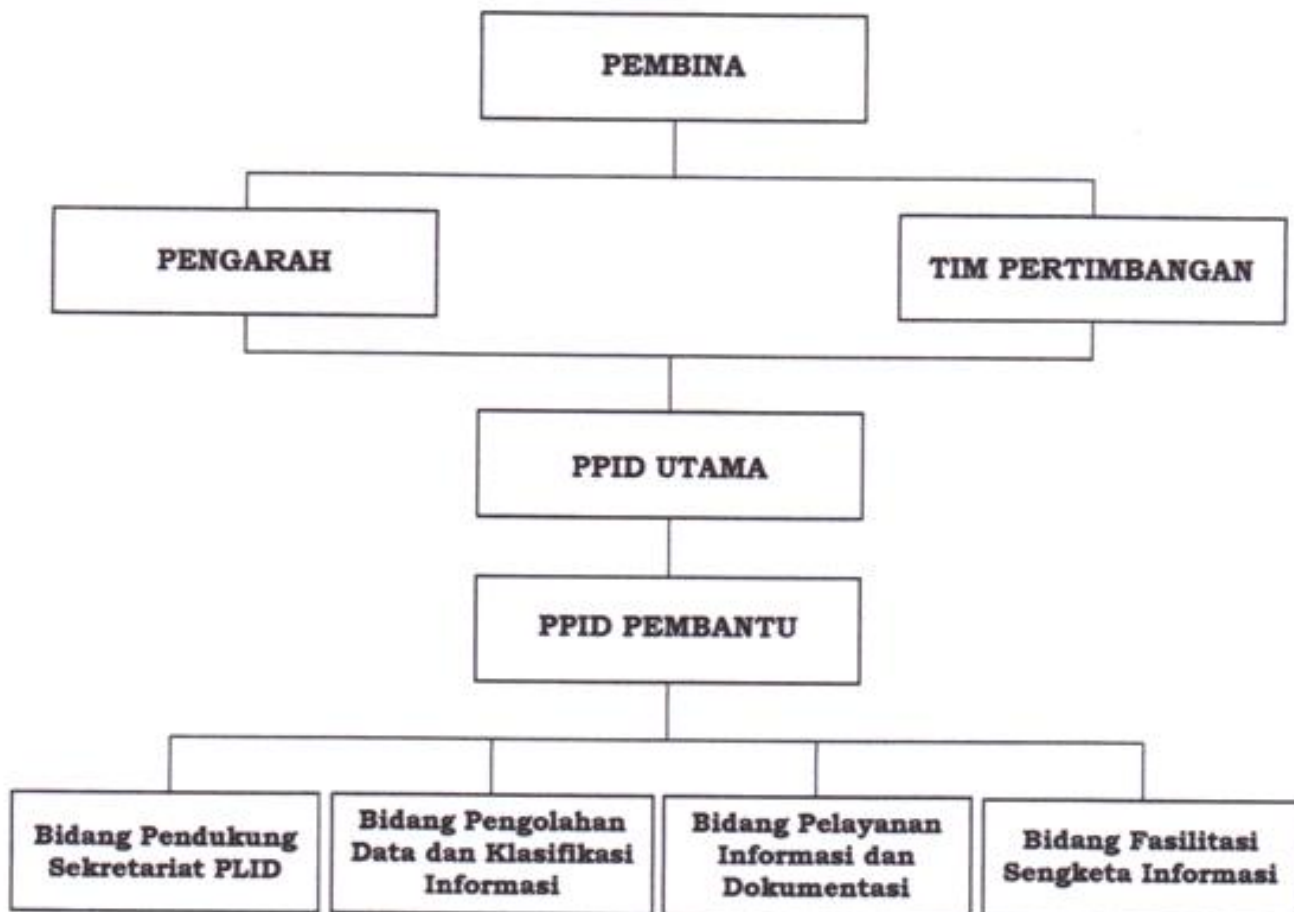 PEMBINA
PENGARAH
TIM PERTIMBANGAN
PPID UTAMA
PPID PEMBANTU
Bidang Pendukung
Sekretariat PLID
Bidang Pengolahan
Data dan Klasifikasi
Informasi
Bidang Pelayanan
Informasi dan
Dokumentasi
Bidang Fasilitasi
Sengketa Informasi